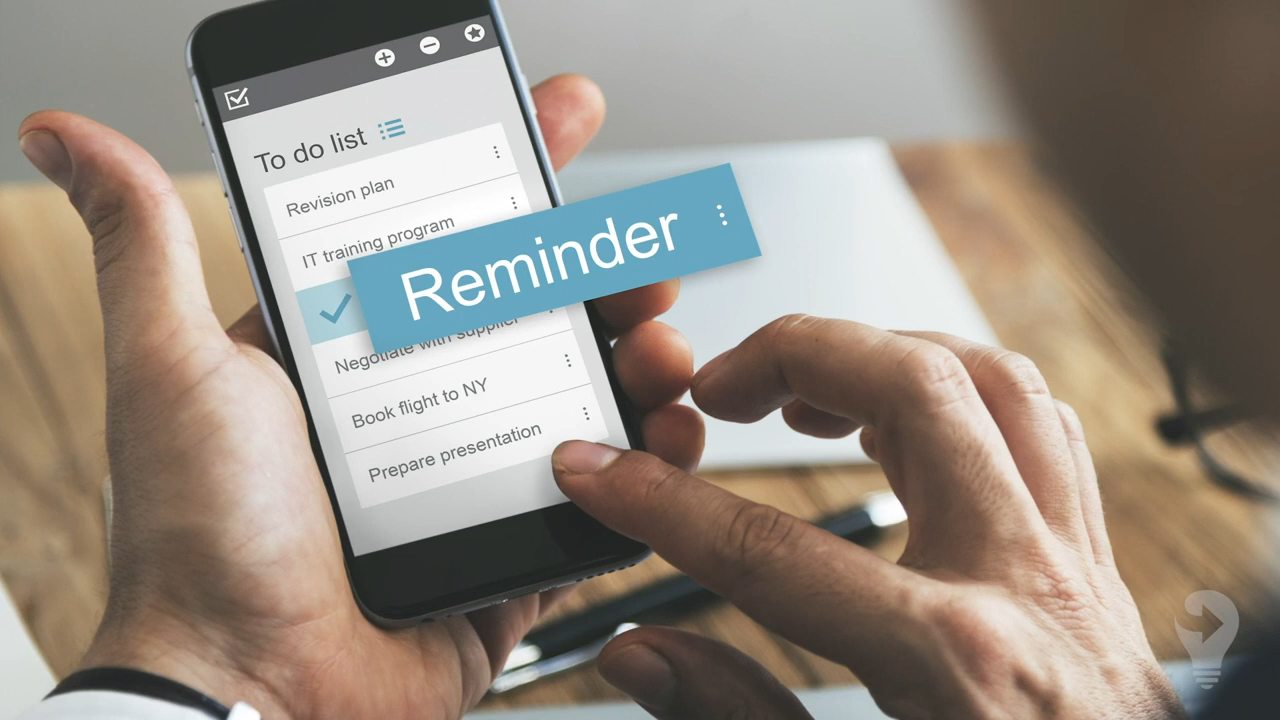 To do list
Revision plan
IT training program
Reminder
Negotiate with supplier
Book flight to NY
Prepare presentation